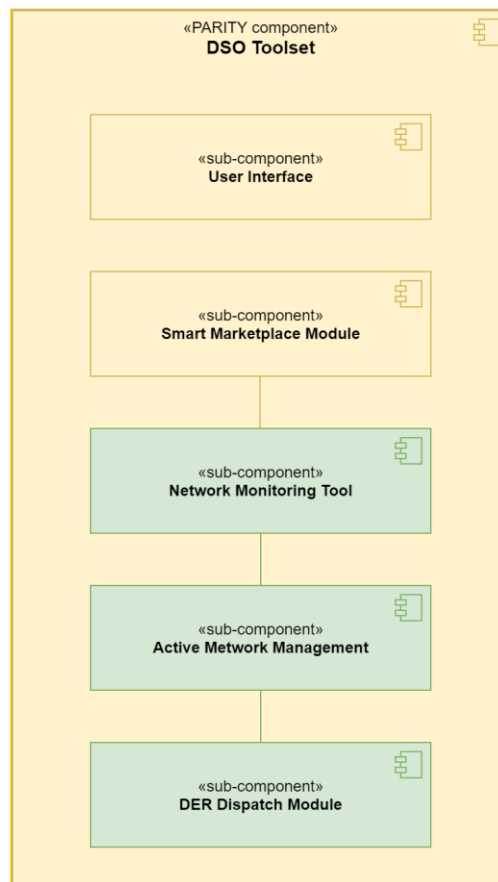 «PARITY component»
DSO Toolset
«sub-component»
User Interface
«sub-component»
Smart Marketplace Module
«sub-component»
Network Monitoring Tool
«sub-component»
Active Metwork Management
«sub-component»
DER Dispatch Module